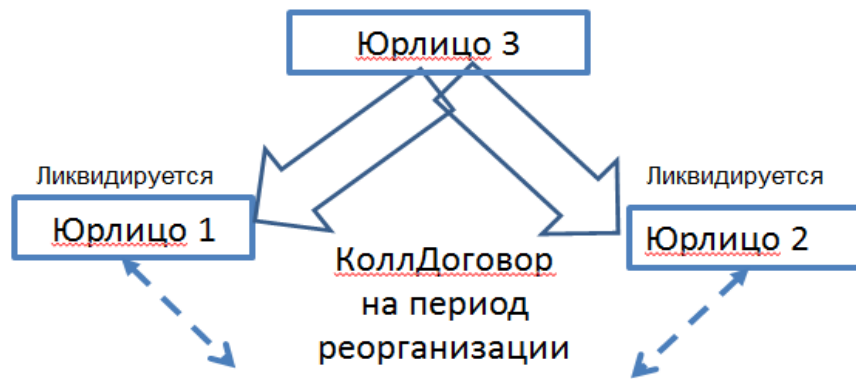 Юрлицо 3
Ликвидируется
Ликвидируется
Юрлицо 1
Юрлицо 2
КоллДоговор
на период
реорганизации